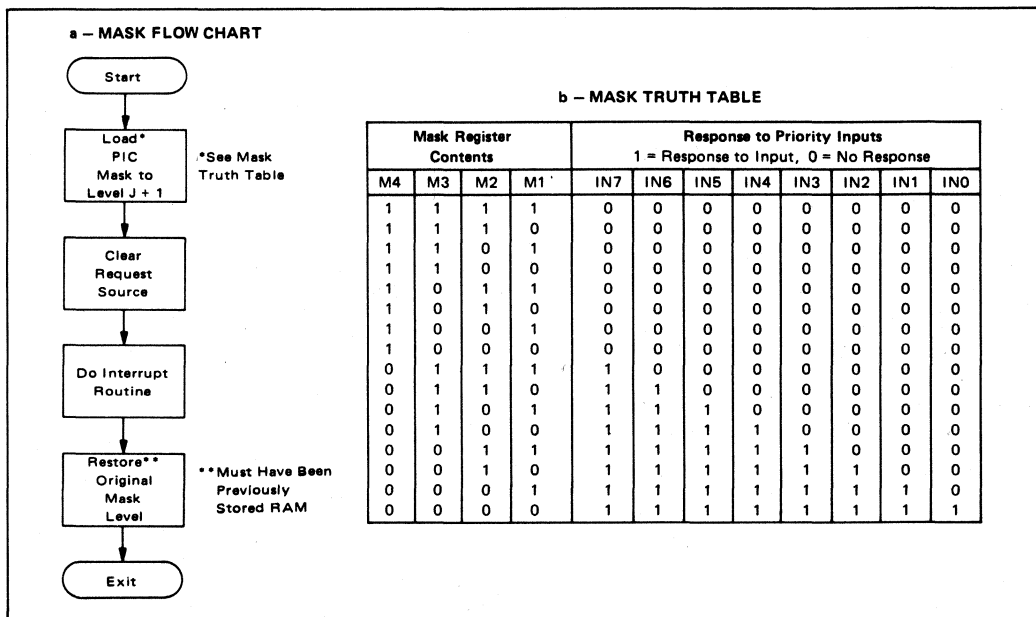 a – MASK FLOW CHART
Start
Load*
PIC
Mask to
Level J + 1
*See Mask
Truth Table
Clear
Request
Source
Do Interrupt
Routine
Restore**
Original
Mask
Level
**Must Have Been
Previously
Stored RAM
Exit
b – MASK TRUTH TABLE
Mask Register
Contents
Response to Priority Inputs
1 = Response to Input, 0 = No Response
M4 M3 M2 M1 IN7 IN6 IN5 IN4 IN3 IN2 IN1 IN0
1 1 1 1 0 0 0 0 0 0 0 0
1 1 1 0 0 0 0 0 0 0 0 0
1 1 0 1 0 0 0 0 0 0 0 0
1 1 0 0 0 0 0 0 0 0 0 0
1 0 1 1 0 0 0 0 0 0 0 0
1 0 1 0 0 0 0 0 0 0 0 0
1 0 0 1 0 0 0 0 0 0 0 0
1 0 0 0 0 0 0 0 0 0 0 0
0 1 1 1 1 0 0 0 0 0 0 0
0 1 1 0 1 1 0 0 0 0 0 0
0 1 0 1 1 1 1 0 0 0 0 0
0 1 0 0 1 1 1 1 0 0 0 0
0 0 1 1 1 1 1 1 1 0 0 0
0 0 1 0 1 1 1 1 1 1 0 0
0 0 0 1 1 1 1 1 1 1 1 0
0 0 0 0 1 1 1 1 1 1 1 1